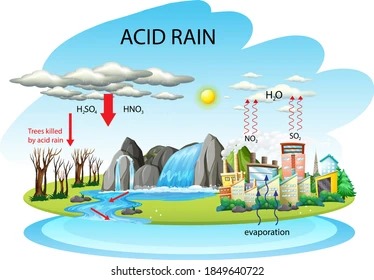 ACID RAIN
H₂SO₄ HNO₃
H₂O
Trees killed
by acid rain
NO₂ SO₂
evaporation
shutterstock.com · 1849640722